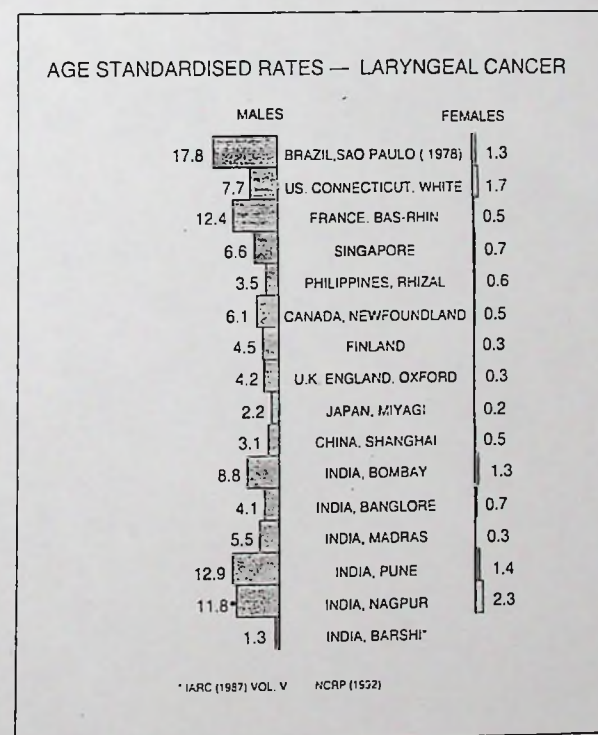 AGE STANDARDISED RATES — LARYNGEAL CANCER
MALES FEMALES
17.8 BRAZIL,SAO PAULO ( 1978) 1.3
7.7 US. CONNECTICUT, WHITE 1.7
12.4 FRANCE. BAS-RHIN 0.5
6.6 SINGAPORE 0.7
3.5 PHILIPPINES, RHIZAL 0.6
6.1 CANADA, NEWFOUNDLAND 0.5
4.5 FINLAND 0.3
4.2 U.K. ENGLAND, OXFORD 0.3
2.2 JAPAN, MIYAGI 0.2
3.1 CHINA, SHANGHAI 0.5
8.8 INDIA, BOMBAY 1.3
4.1 INDIA, BANGLORE 0.7
5.5 INDIA, MADRAS 0.3
12.9 INDIA, PUNE 1.4
11.8* INDIA, NAGPUR 2.3
1.3 INDIA, BARSHI*
* IARC (1987) VOL. V NCRP (1992)